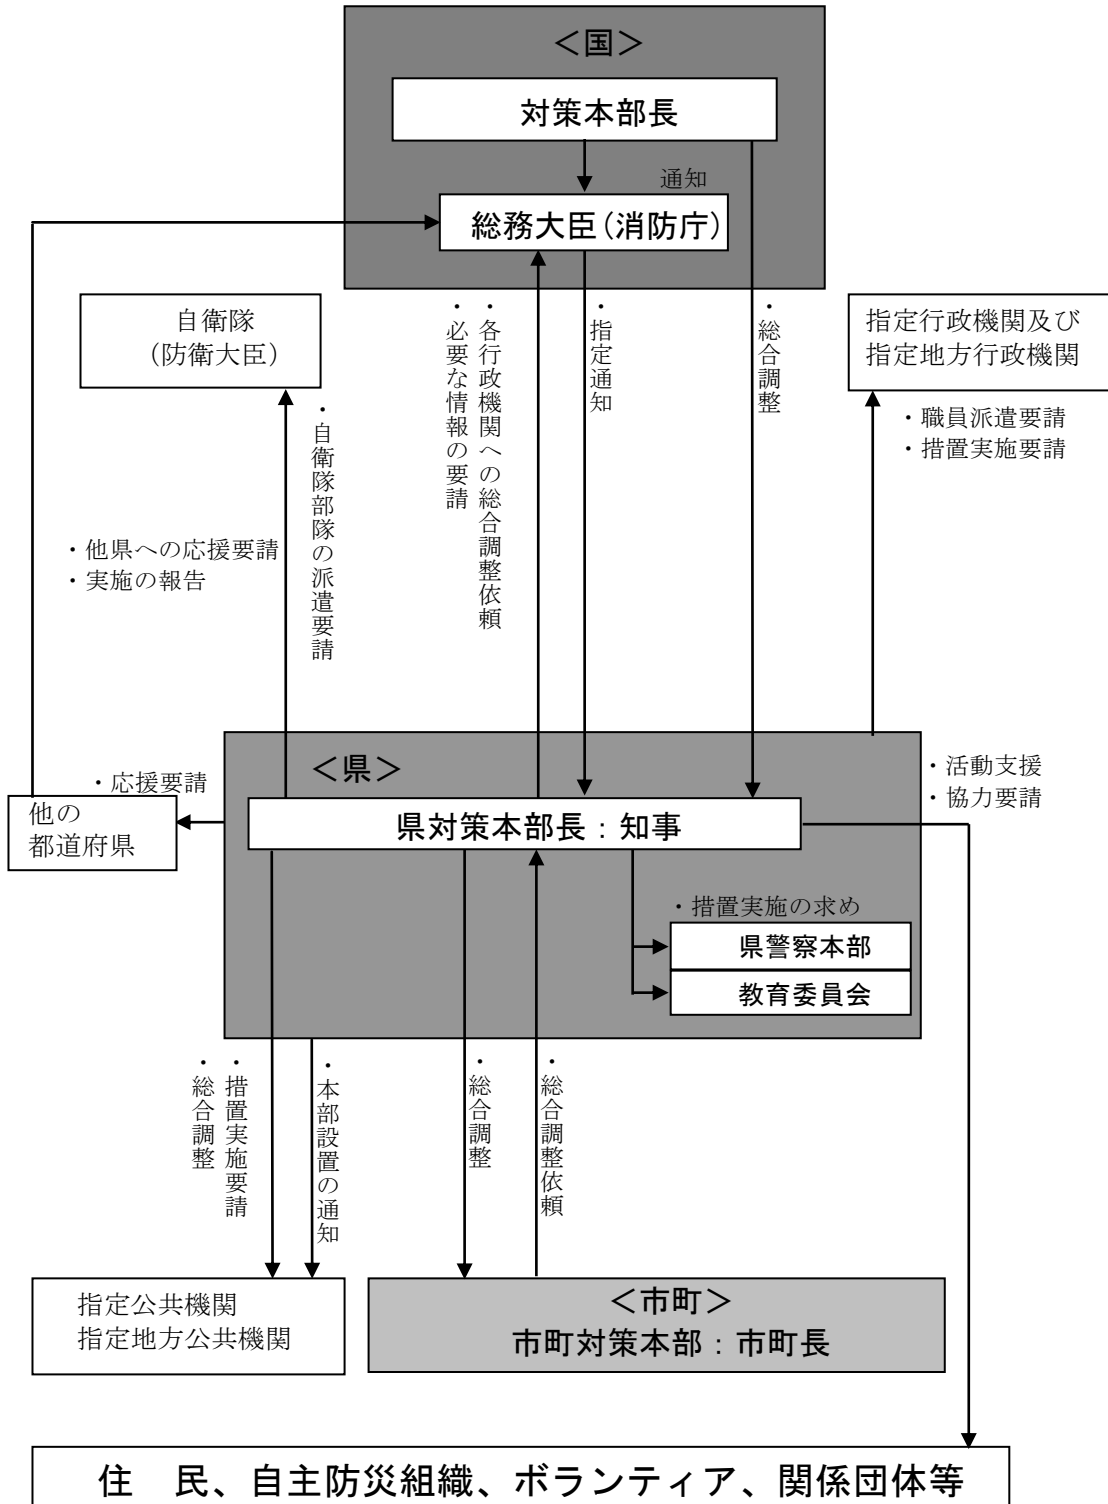 ＜国＞
対策本部長
通知
総務大臣（消防庁）
自衛隊
（防衛大臣）
・各行政機関への総合調整依頼
・必要な情報の要請
・指定通知
・総合調整
指定行政機関及び
指定地方行政機関
・職員派遣要請
・措置実施要請
・自衛隊部隊の派遣要請
・他県への応援要請
・実施の報告
＜県＞
・応援要請
他の
都道府県
県対策本部長：知事
・活動支援
・協力要請
・措置実施の求め
県警察本部
教育委員会
・措置実施要請
・総合調整
・本部設置の通知
・総合調整
・総合調整依頼
指定公共機関
指定地方公共機関
＜市町＞
市町対策本部：市町長
住　民、自主防災組織、ボランティア、関係団体等